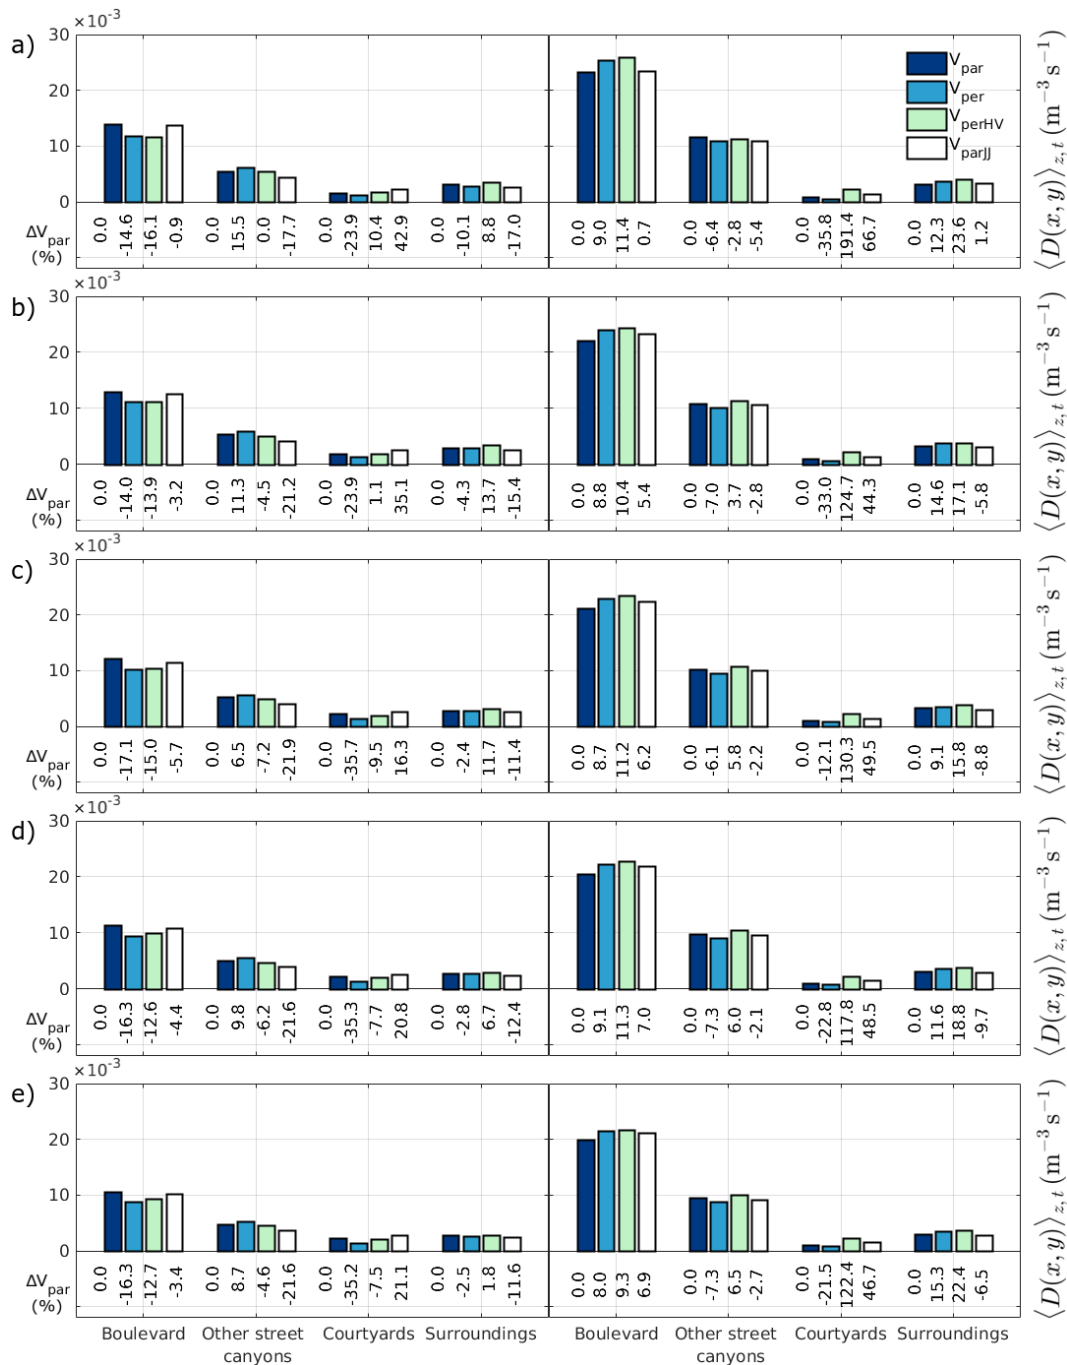 ×10⁻³
a)
30
20
10
0
V_par
V_per
V_perHV
V_parJJ
⟨D(x, y)⟩_z,t (m⁻³ s⁻¹)
ΔV_par (%)
0.0 -14.6 -16.1 -0.9 0.0 15.5 0.0 -17.7 0.0 -23.9 10.4 42.9 0.0 -10.1 8.8 -17.0 0.0 9.0 11.4 0.7 0.0 -6.4 -2.8 -5.4 0.0 -35.8 191.4 66.7 0.0 12.3 23.6 1.2
×10⁻³
b)
30
20
10
0
⟨D(x, y)⟩_z,t (m⁻³ s⁻¹)
ΔV_par (%)
0.0 -14.0 -13.9 -3.2 0.0 11.3 -4.5 -21.2 0.0 -23.9 1.1 35.1 0.0 -4.3 13.7 -15.4 0.0 8.8 10.4 5.4 0.0 -7.0 3.7 -2.8 0.0 -33.0 124.7 44.3 0.0 14.6 17.1 -5.8
×10⁻³
c)
30
20
10
0
⟨D(x, y)⟩_z,t (m⁻³ s⁻¹)
ΔV_par (%)
0.0 -17.1 -15.0 -5.7 0.0 6.5 -7.2 -21.9 0.0 -35.7 -9.5 16.3 0.0 -2.4 11.7 -11.4 0.0 8.7 11.2 6.2 0.0 -6.1 5.8 -2.2 0.0 -12.1 130.3 49.5 0.0 9.1 15.8 -8.8
×10⁻³
d)
30
20
10
0
⟨D(x, y)⟩_z,t (m⁻³ s⁻¹)
ΔV_par (%)
0.0 -16.3 -12.6 -4.4 0.0 9.8 -6.2 -21.6 0.0 -35.3 -7.7 20.8 0.0 -2.8 6.7 -12.4 0.0 9.1 11.3 7.0 0.0 -7.3 6.0 -2.1 0.0 -22.8 117.8 48.5 0.0 11.6 18.8 -9.7
×10⁻³
e)
30
20
10
0
⟨D(x, y)⟩_z,t (m⁻³ s⁻¹)
ΔV_par (%)
0.0 -16.3 -12.7 -3.4 0.0 8.7 -4.6 -21.6 0.0 -35.2 -7.5 21.1 0.0 -2.5 1.8 -11.6 0.0 8.0 9.3 6.9 0.0 -7.3 6.5 -2.7 0.0 -21.5 122.4 46.7 0.0 15.3 22.4 -6.5
Boulevard Other street Courtyards Surroundings Boulevard Other street Courtyards Surroundings
canyons canyons